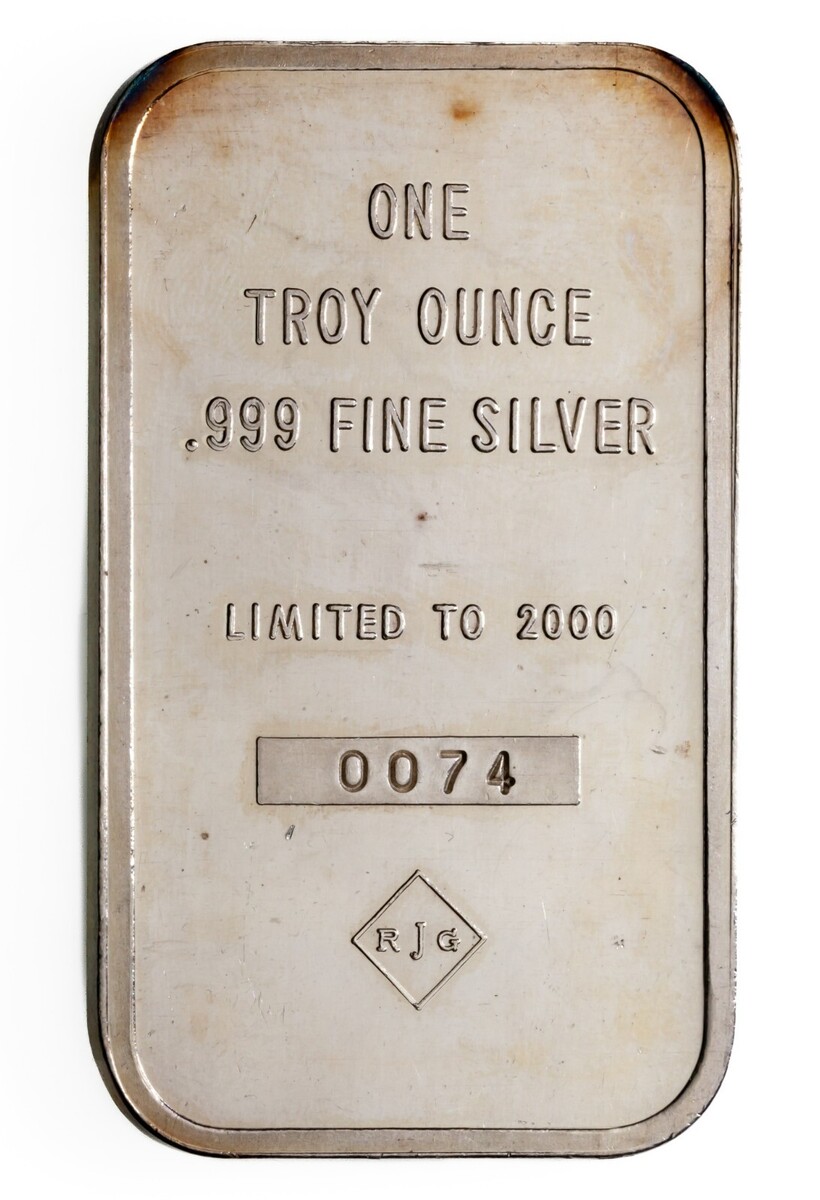 ONE
TROY OUNCE
.999 FINE SILVER
LIMITED TO 2000
0074
RJG